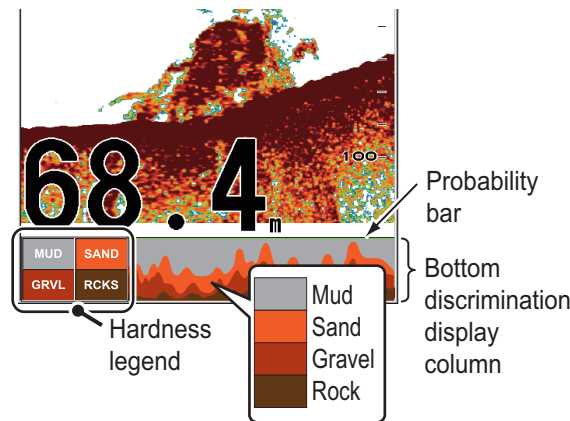 100
68.4m
Probability
bar
MUD SAND
GRVL RCKS
Mud
Sand
Gravel
Rock
Bottom
discrimination
display
column
Hardness
legend